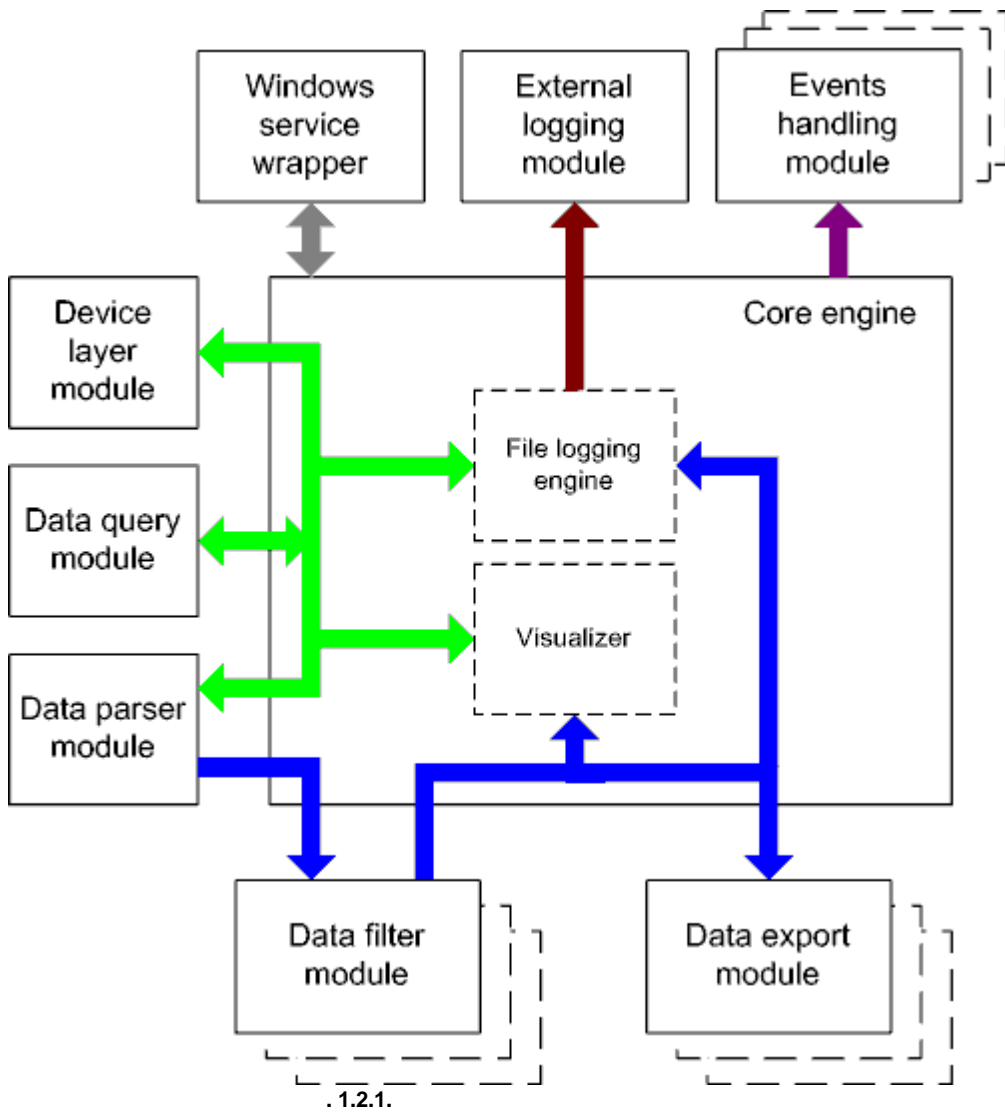 Windows
service
wrapper
External
logging
module
Events
handling
module
Device
layer
module
Core engine
File logging
engine
Data query
module
Visualizer
Data parser
module
Data filter
module
Data export
module
. 1.2.1.